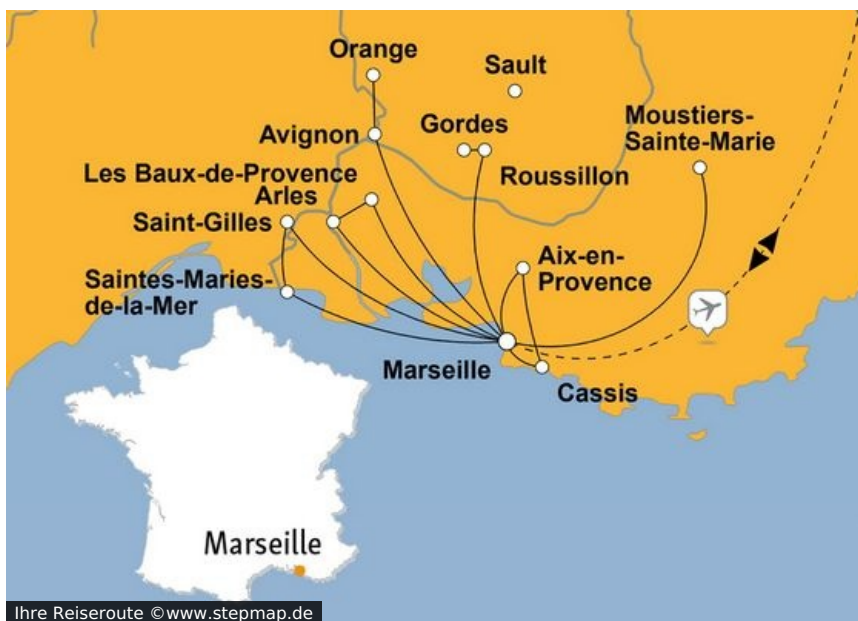 Orange
Sault
Moustiers-
Sainte-Marie
Gordes
Avignon
Roussillon
Les Baux-de-Provence
Arles
Saint-Gilles
Aix-en-
Provence
Saintes-Maries-
de-la-Mer
Marseille
Cassis
Marseille
Ihre Reiseroute ©www.stepmap.de